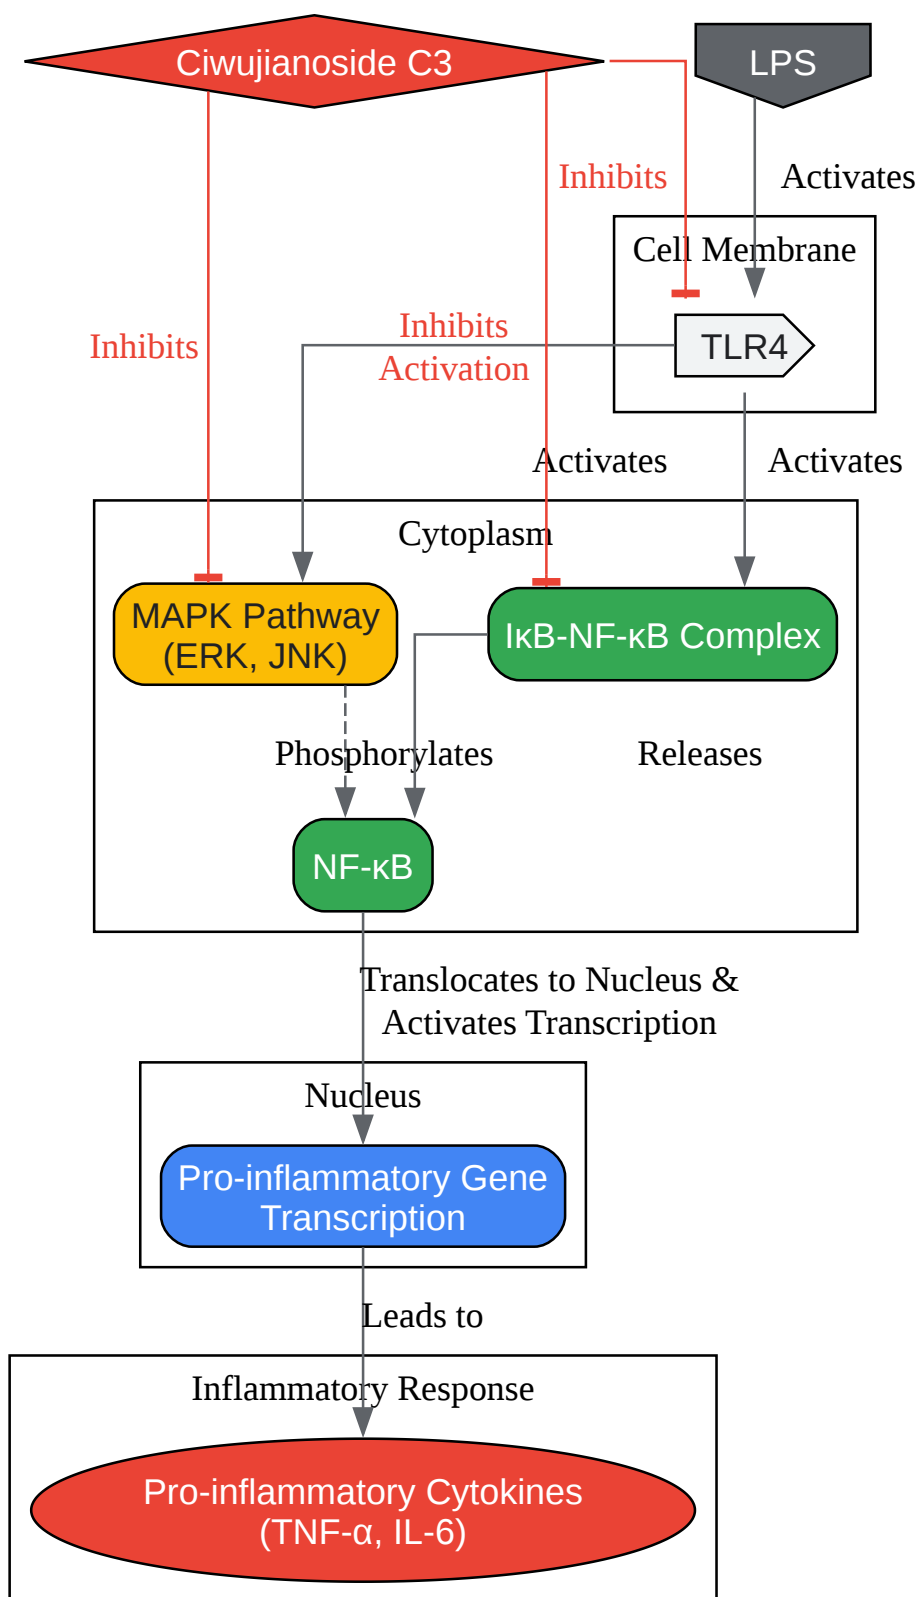 Ciwujianoside C3
LPS
Inhibits
Activates
Cell Membrane
Inhibits
Inhibits
Activation
TLR4
Activates
Activates
Cytoplasm
MAPK Pathway
(ERK, JNK)
IκB-NF-κB Complex
Phosphorylates
Releases
NF-κB
Translocates to Nucleus &
Activates Transcription
Nucleus
Pro-inflammatory Gene
Transcription
Leads to
Inflammatory Response
Pro-inflammatory Cytokines
(TNF-α, IL-6)